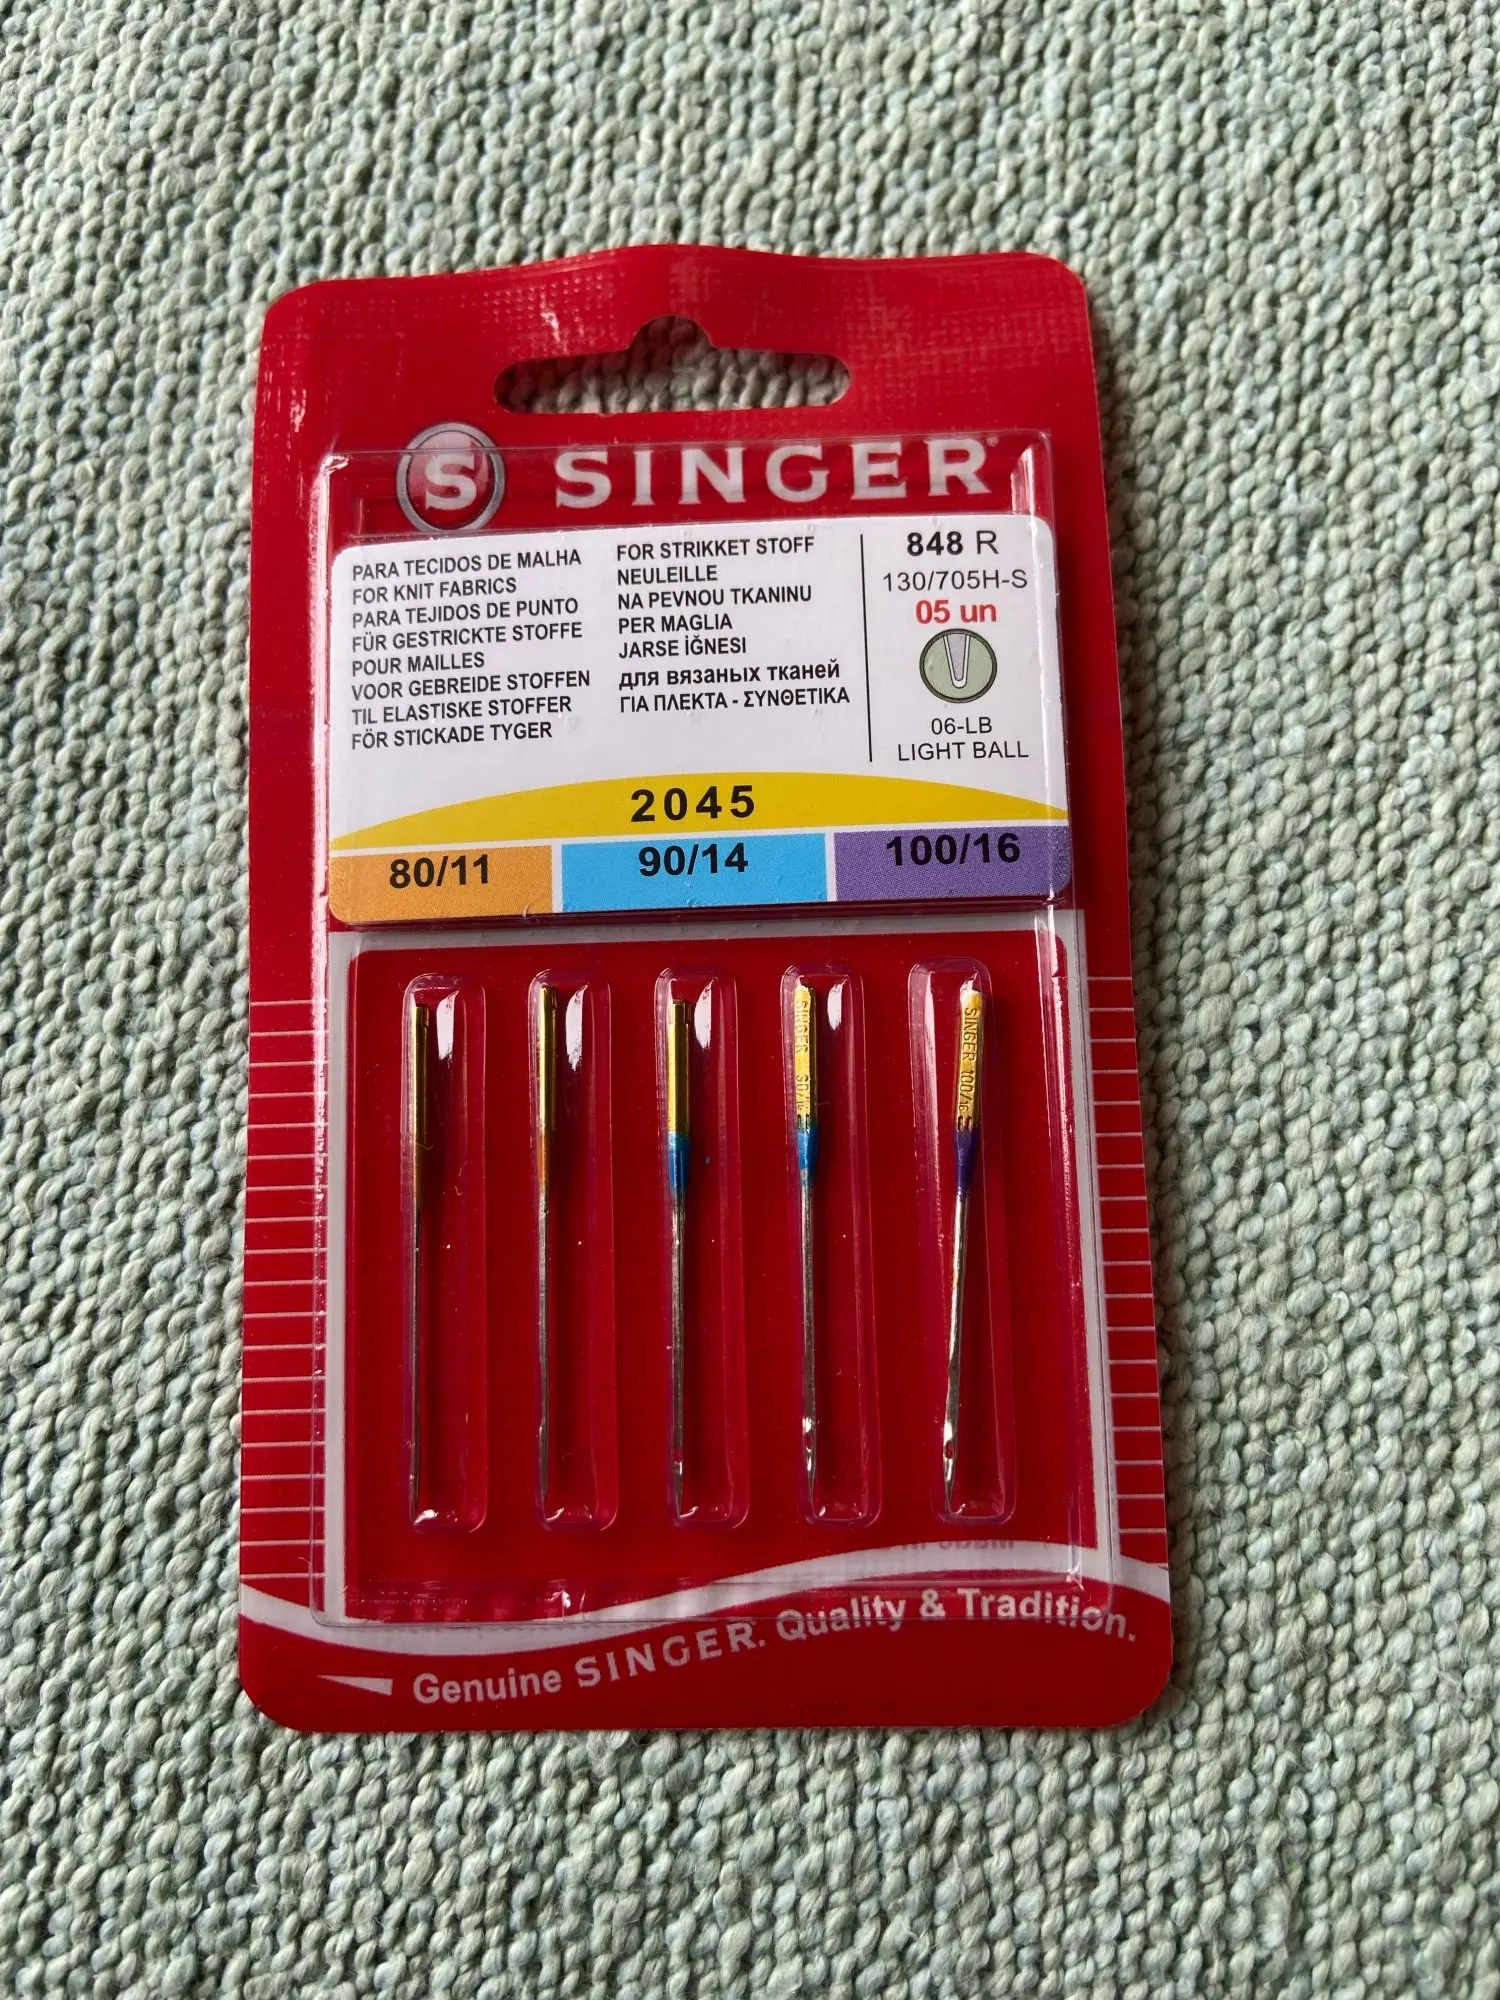 S SINGER®
PARA TECIDOS DE MALHA
FOR KNIT FABRICS
PARA TEJIDOS DE PUNTO
FÜR GESTRICKTE STOFFE
POUR MAILLES
VOOR GEBREIDE STOFFEN
TIL ELASTISKE STOFFER
FÖR STICKADE TYGER
FOR STRIKKET STOFF
NEULEILLE
NA PEVNOU TKANINU
PER MAGLIA
JARSE İĞNESI
для вязаных тканей
ΓΙΑ ΠΛΕΚΤΑ - ΣΥΝΘΕΤΙΚΑ
848 R
130/705H-S
05 un
06-LB
LIGHT BALL
2045
80/11
90/14
100/16
SINGER
SINGER 100/16
Genuine SINGER. Quality & Tradition.